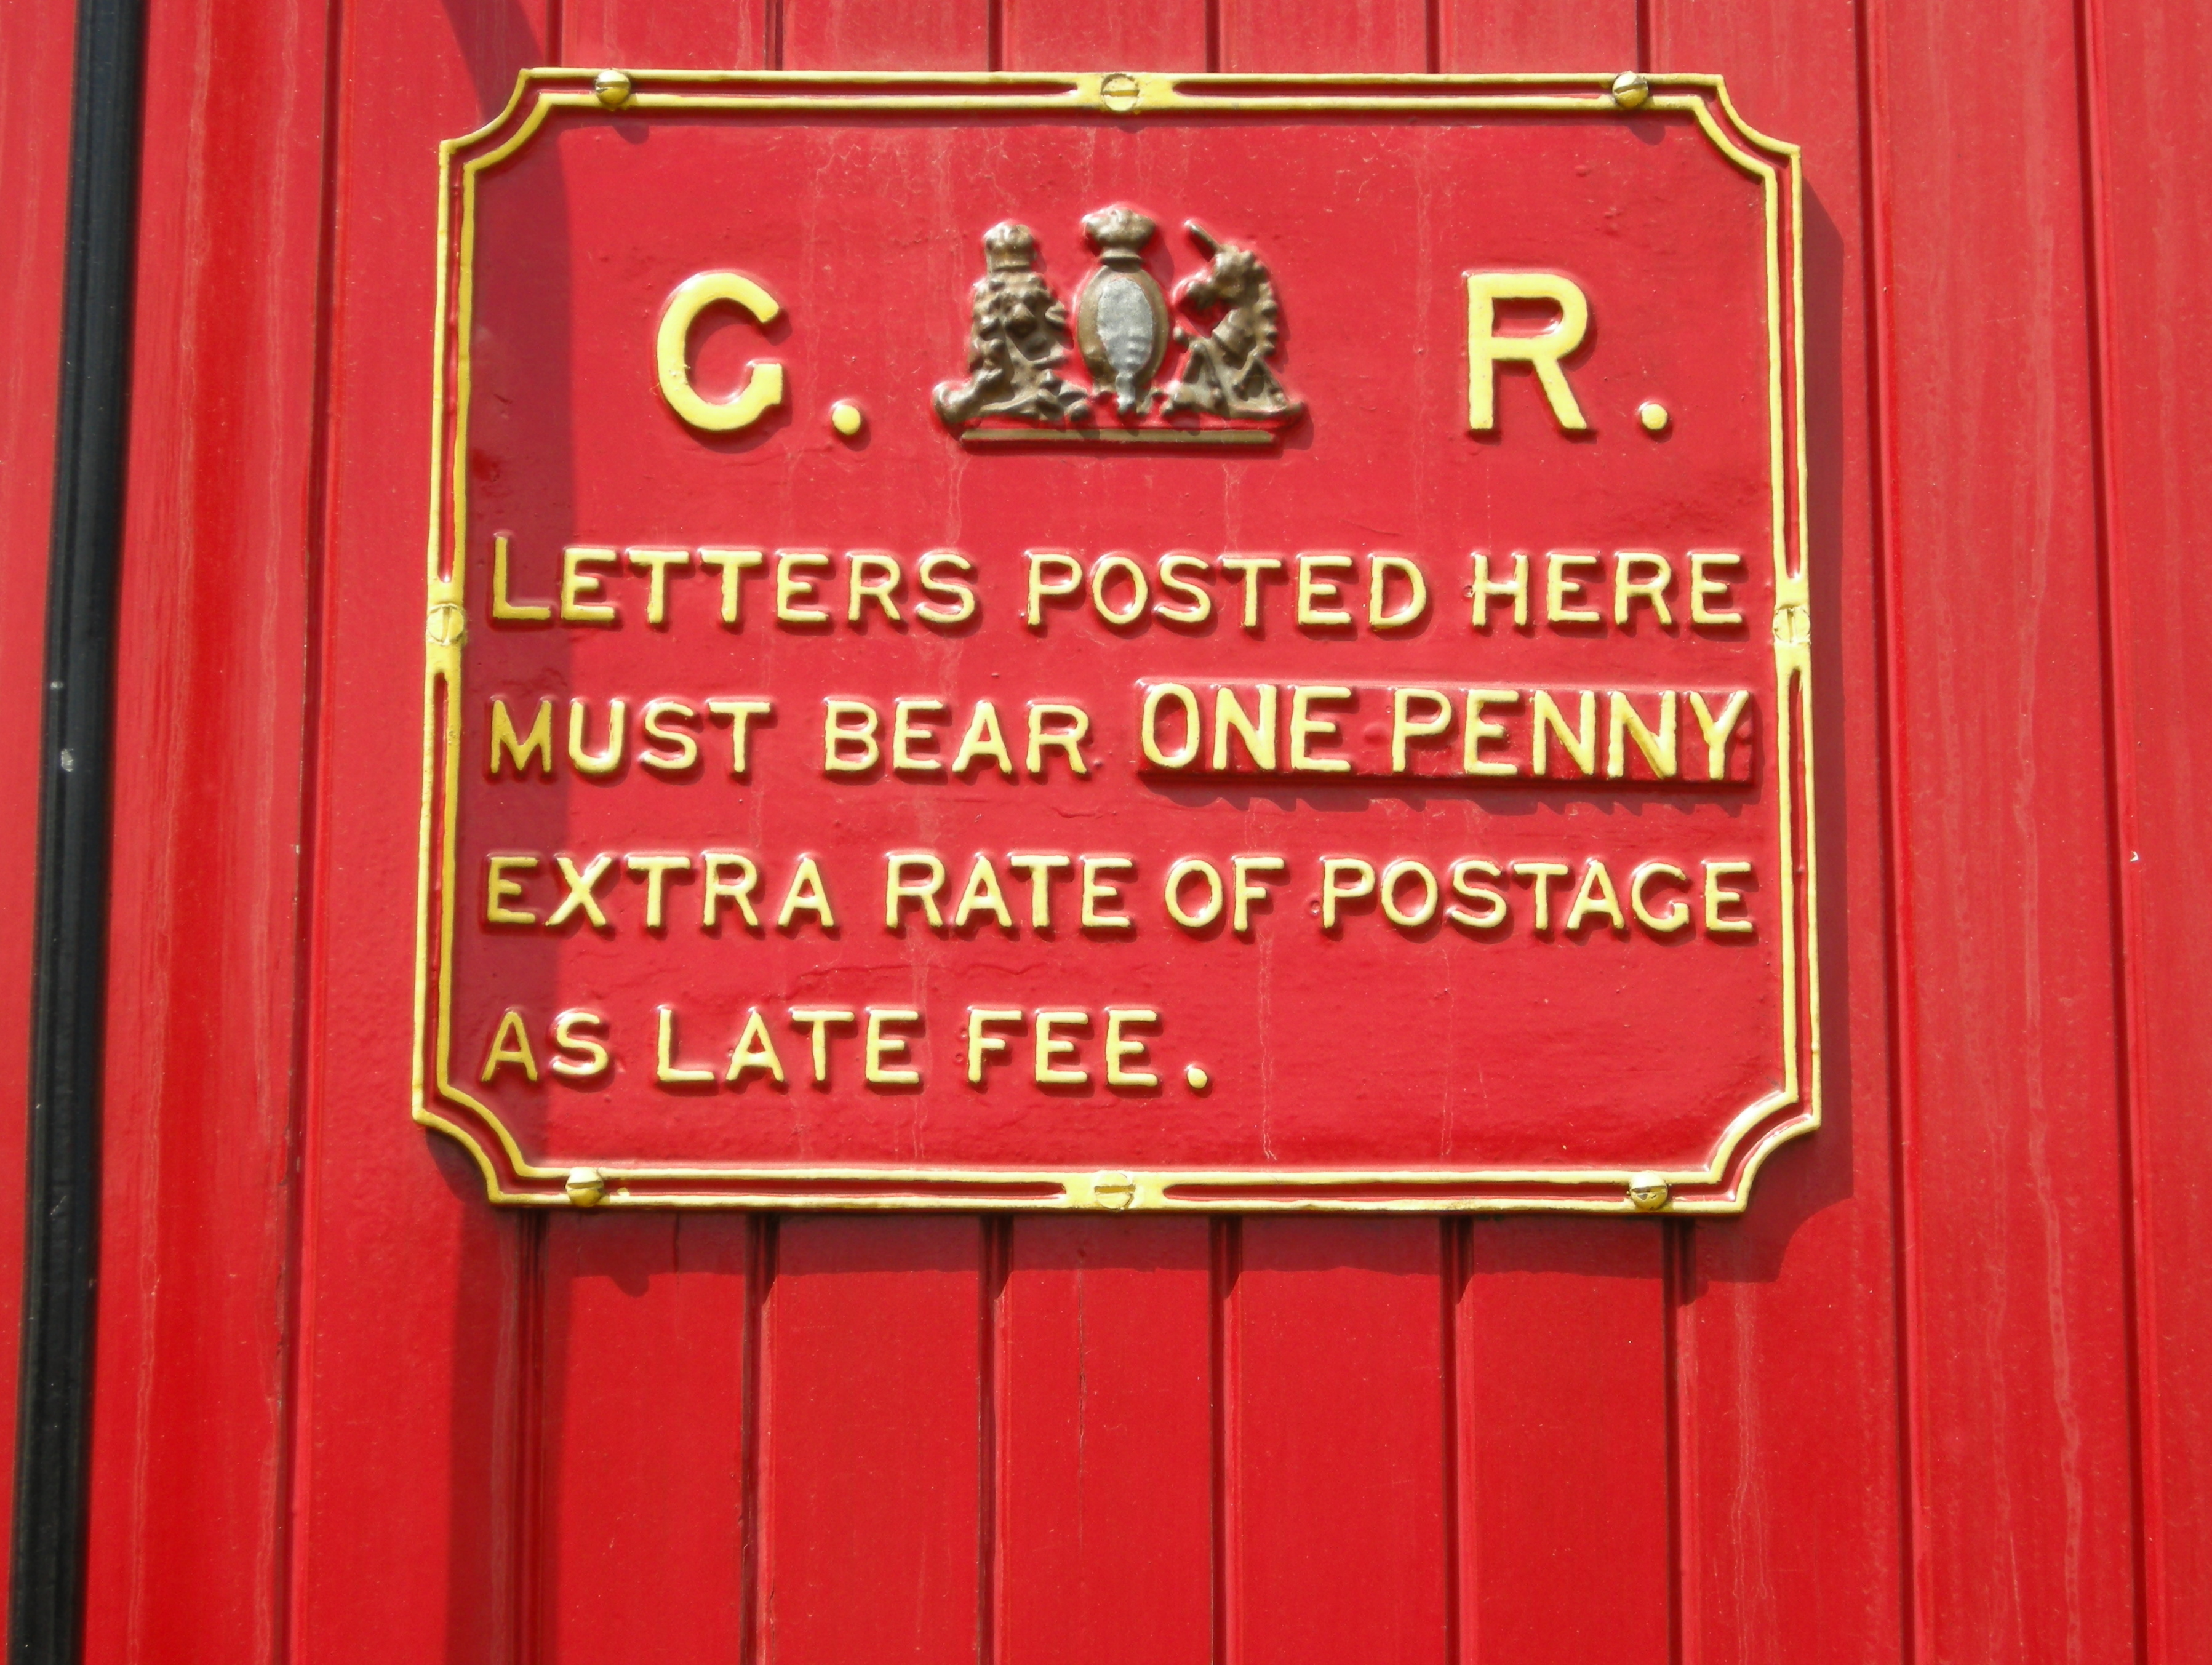 G. R.
LETTERS POSTED HERE
MUST BEAR ONE PENNY
EXTRA RATE OF POSTAGE
AS LATE FEE.